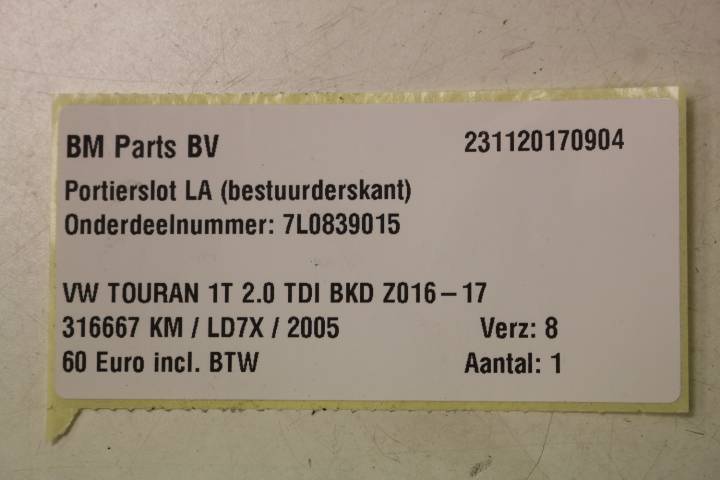 BM Parts BV 231120170904
Portierslot LA (bestuurderskant)
Onderdeelnummer: 7L0839015
VW TOURAN 1T 2.0 TDI BKD Z016-17
316667 KM / LD7X / 2005 Verz: 8
60 Euro incl. BTW Aantal: 1